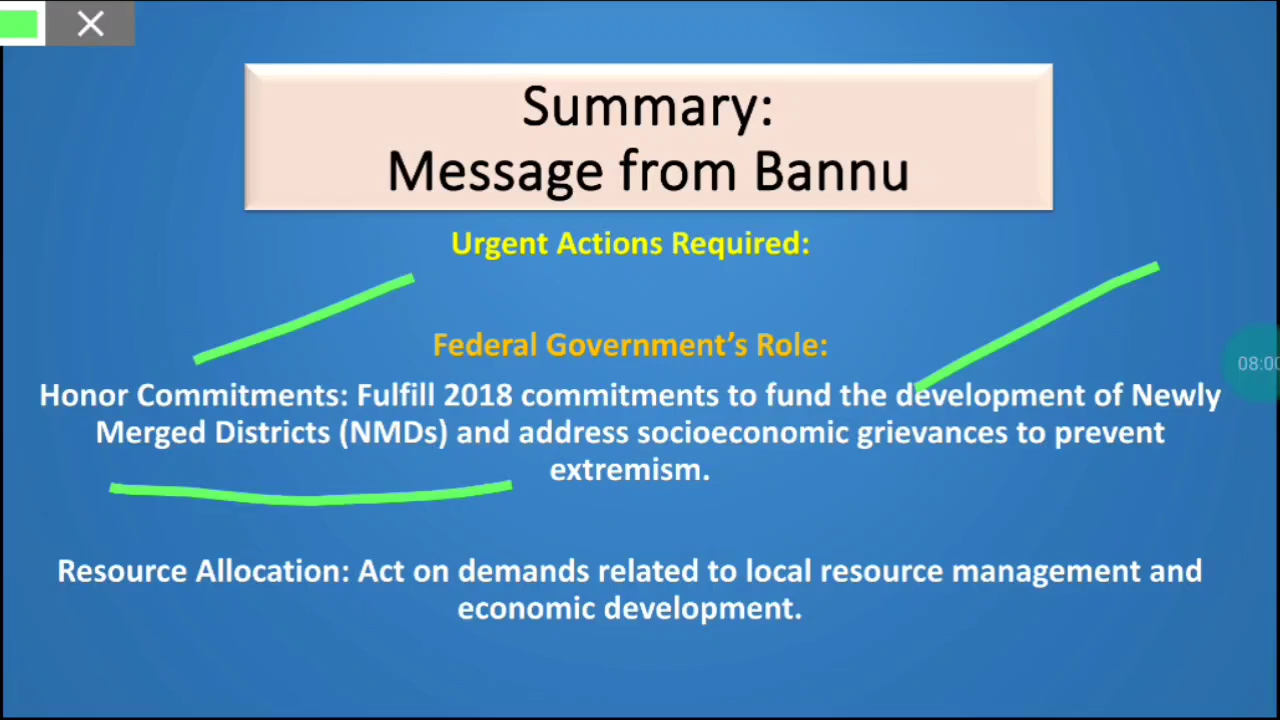 Summary:
Message from Bannu
Urgent Actions Required:
Federal Government’s Role:
Honor Commitments: Fulfill 2018 commitments to fund the development of Newly
Merged Districts (NMDs) and address socioeconomic grievances to prevent
extremism.
Resource Allocation: Act on demands related to local resource management and
economic development.
08:00